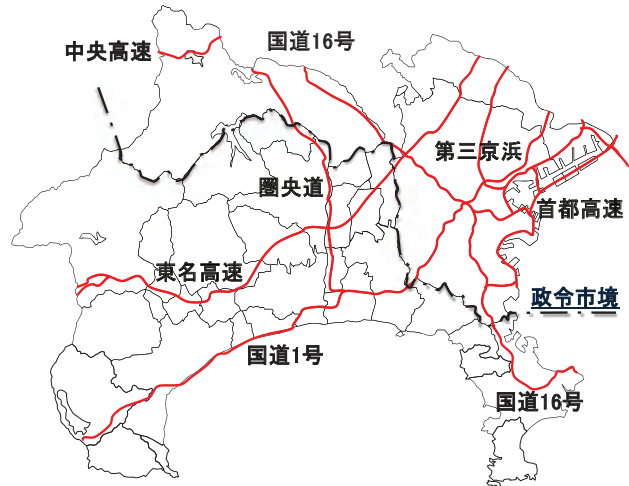 国道16号
中央高速
第三京浜
圏央道
首都高速
東名高速
政令市境
国道1号
国道16号